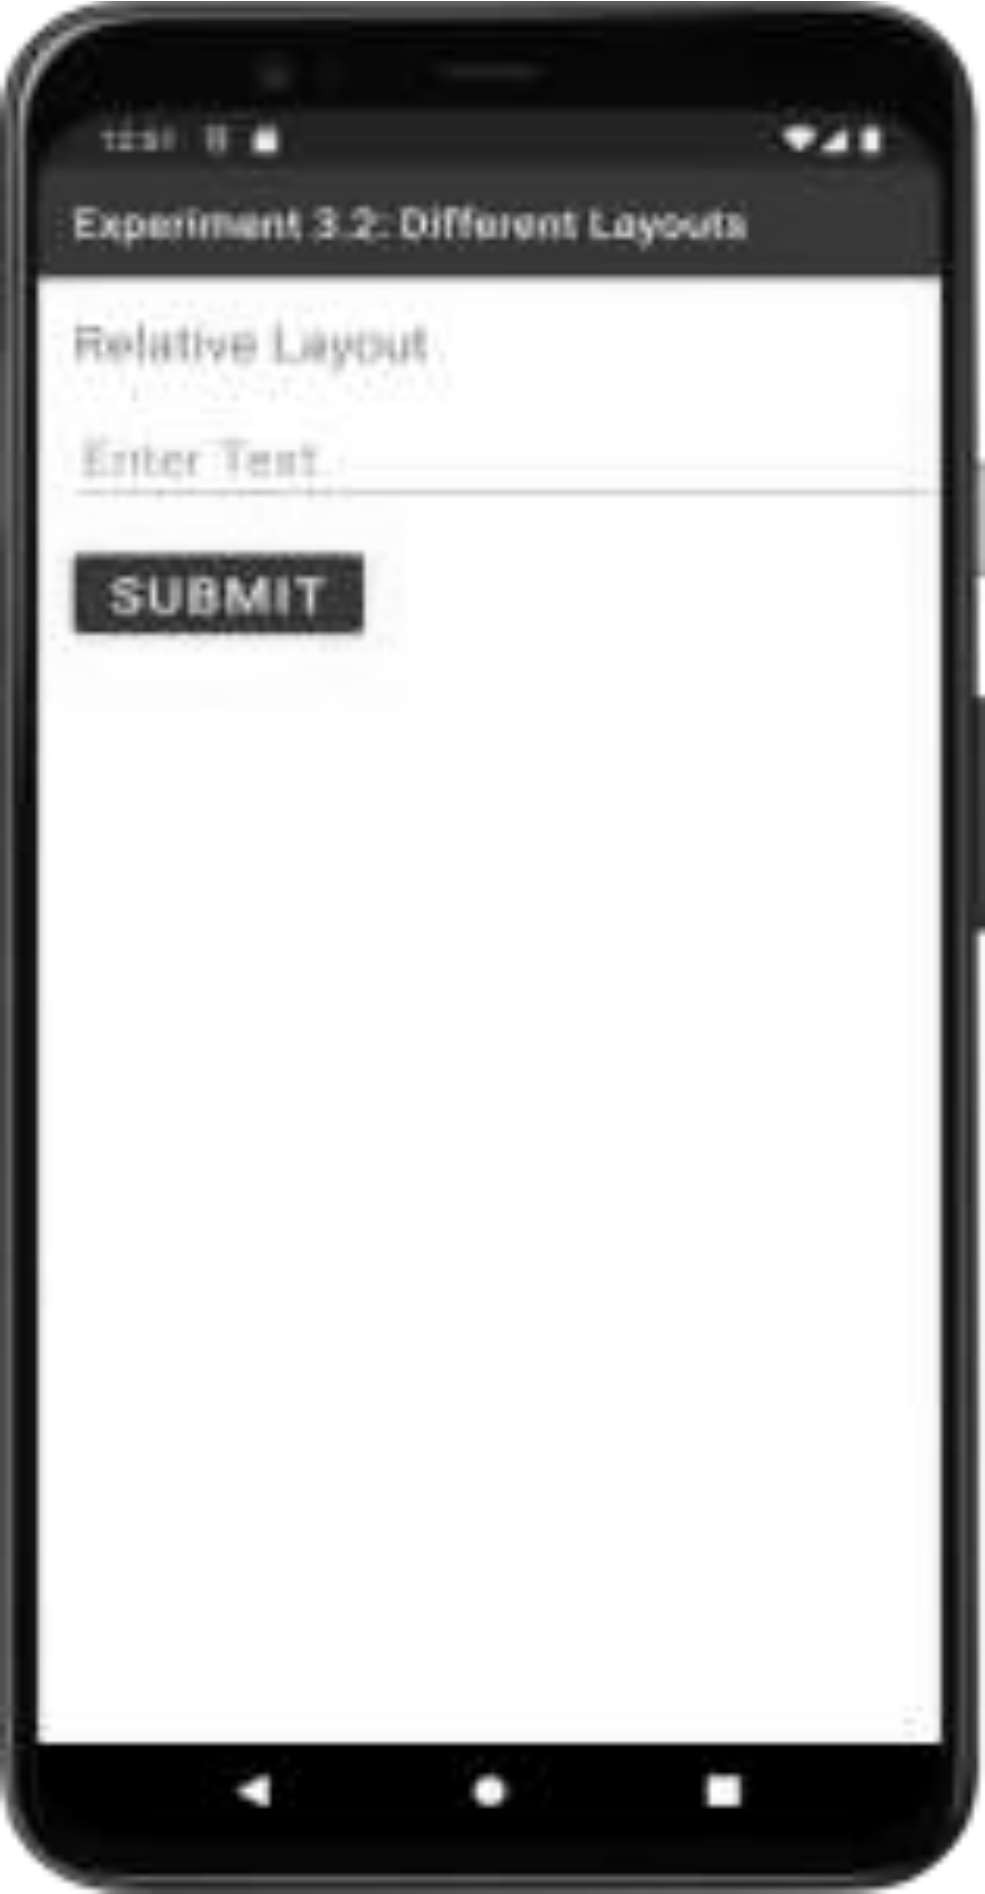 Experiment 3.2: Different Layouts
Relative Layout
Enter Text
SUBMIT